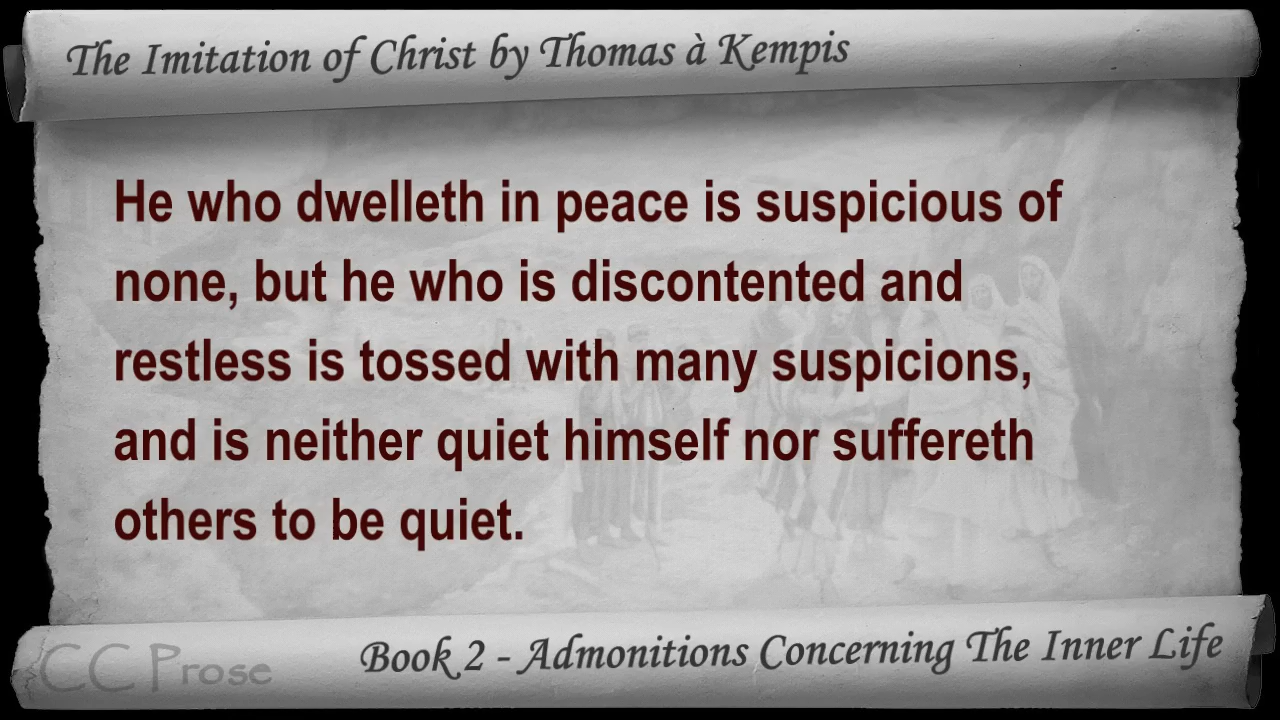 The Imitation of Christ by Thomas à Kempis
He who dwelleth in peace is suspicious of
none, but he who is discontented and
restless is tossed with many suspicions,
and is neither quiet himself nor suffereth
others to be quiet.
CC Prose
Book 2 - Admonitions Concerning The Inner Life